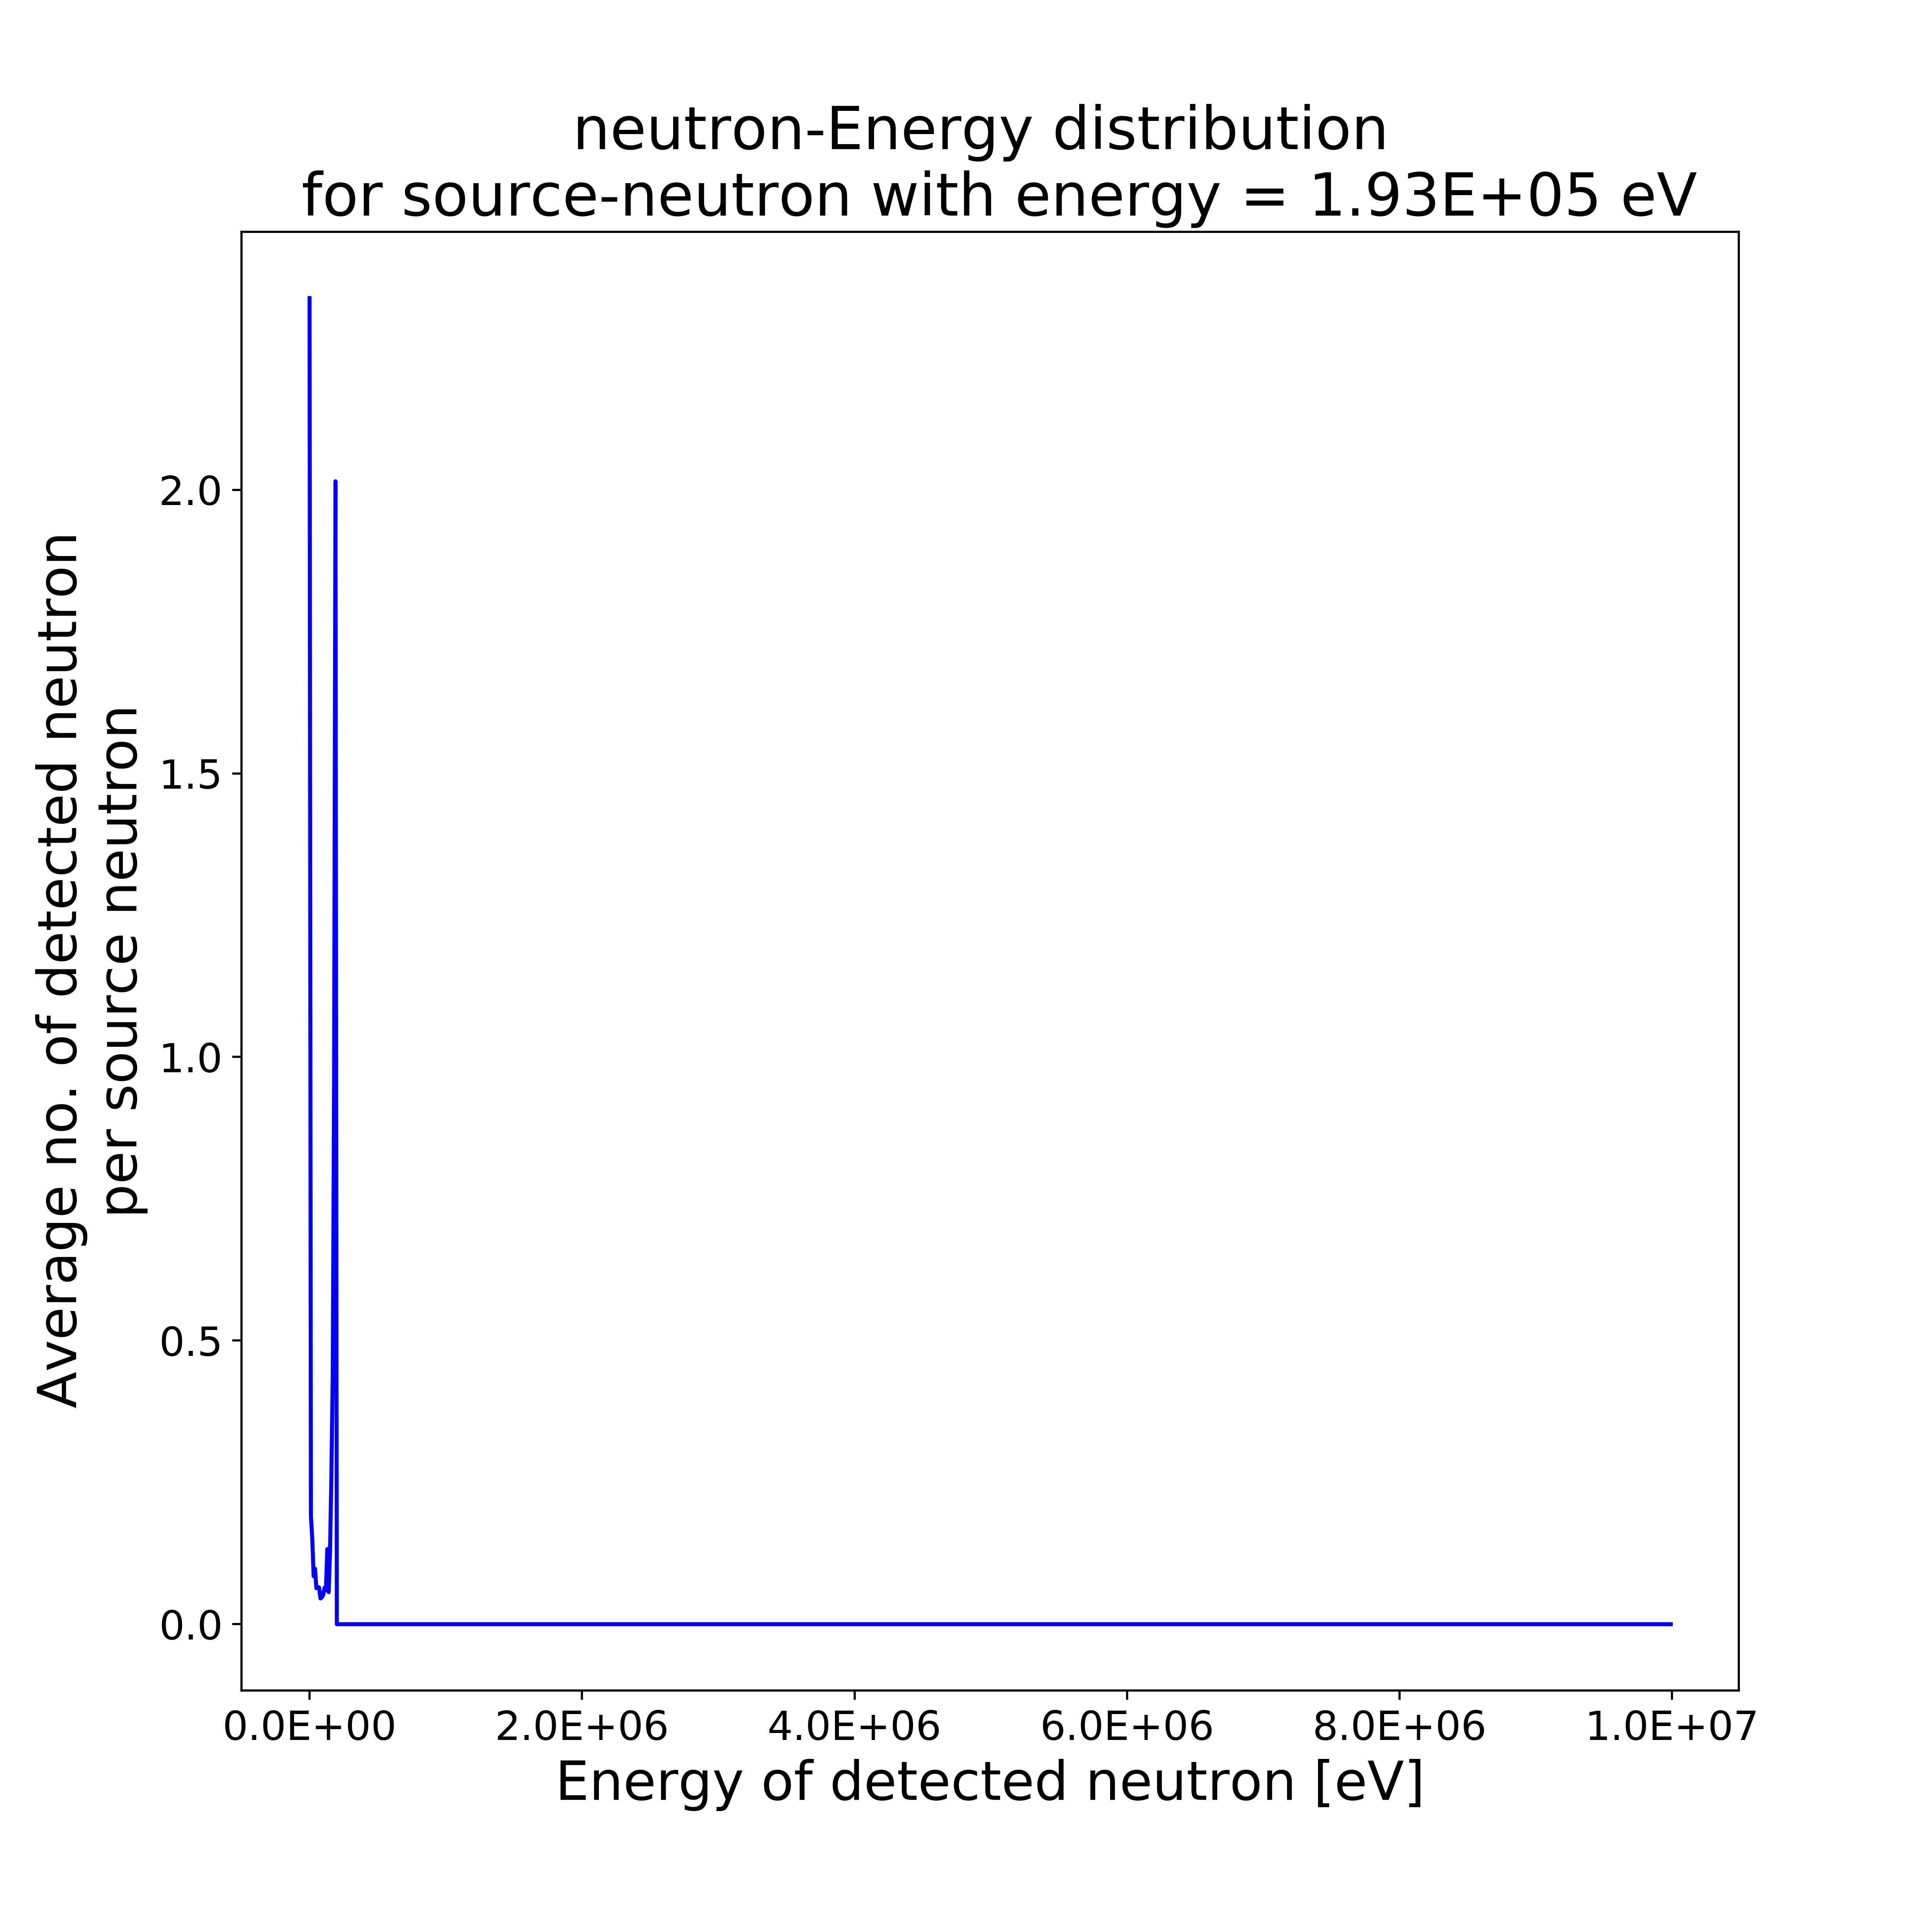 neutron-Energy distribution
for source-neutron with energy = 1.93E+05 eV
Average no. of detected neutron
per source neutron
2.0
1.5
1.0
0.5
0.0
0.0E+00 2.0E+06 4.0E+06 6.0E+06 8.0E+06 1.0E+07
Energy of detected neutron [eV]